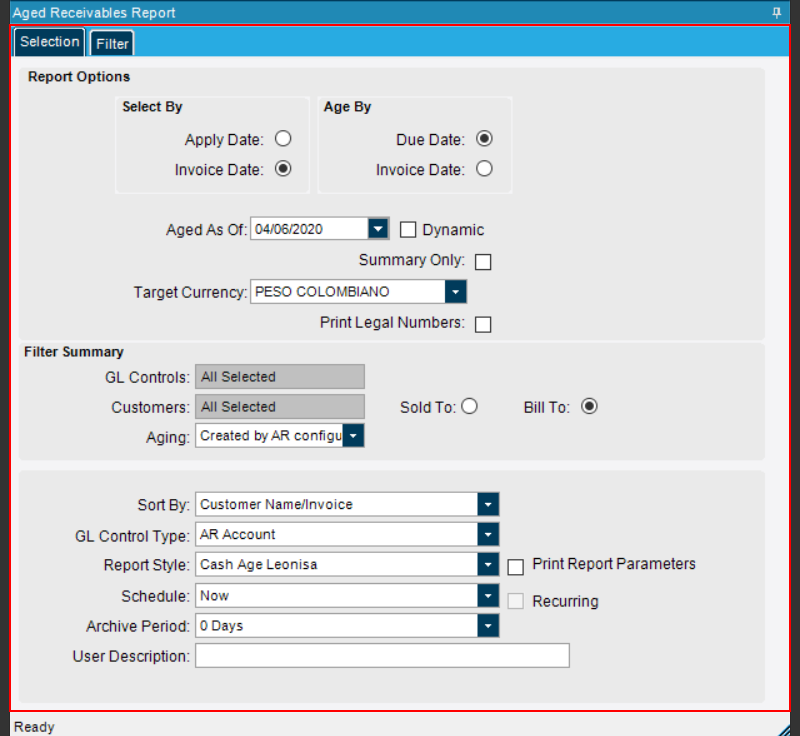 Aged Receivables Report
Selection Filter
Report Options
Select By Age By
Apply Date: Due Date:
Invoice Date: Invoice Date:
Aged As Of: 04/06/2020 Dynamic
Summary Only:
Target Currency: PESO COLOMBIANO
Print Legal Numbers:
Filter Summary
GL Controls: All Selected
Customers: All Selected Sold To: Bill To:
Aging: Created by AR configu
Sort By: Customer Name/Invoice
GL Control Type: AR Account
Report Style: Cash Age Leonisa Print Report Parameters
Schedule: Now Recurring
Archive Period: 0 Days
User Description:
Ready